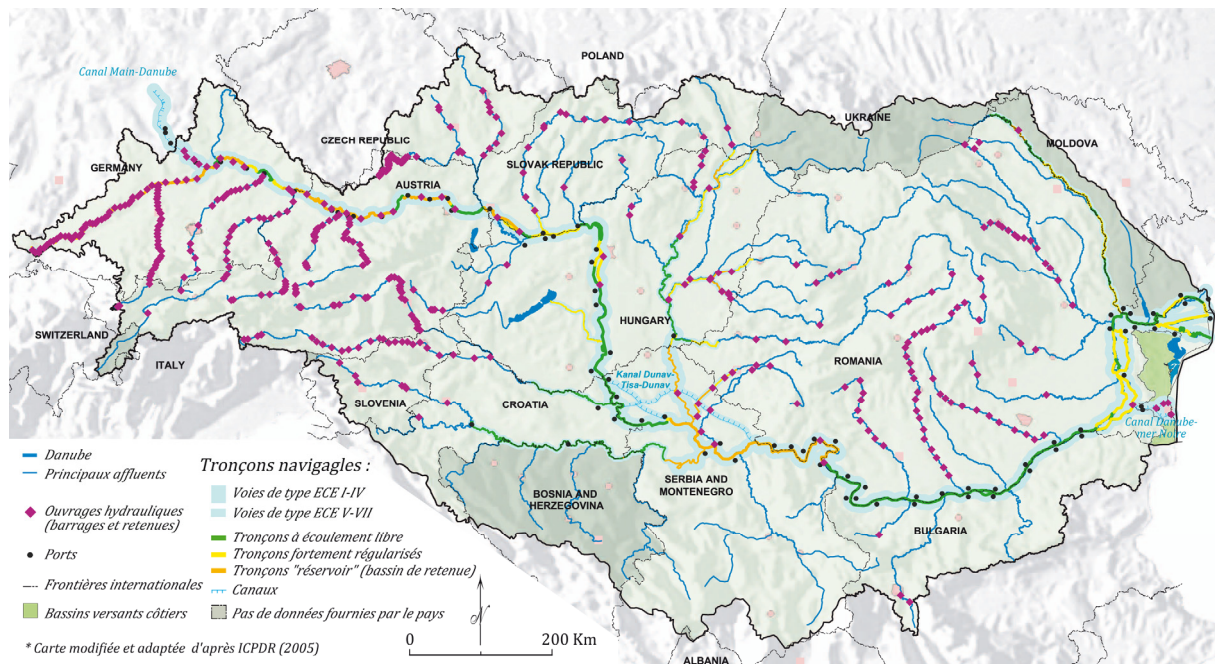 POLAND
Canal Main-Danube
UKRAINE
CZECH REPUBLIC
MOLDOVA
SLOVAK REPUBLIC
GERMANY
AUSTRIA
HUNGARY
SWITZERLAND
ITALY
ROMANIA
Kanal Dunav-
Tisa-Dunav
SLOVENIA
CROATIA
Canal Danube-
mer Noire
SERBIA AND
MONTENEGRO
BOSNIA AND
HERZEGOVINA
BULGARIA
ALBANIA
Danube
Principaux affluents
Ouvrages hydrauliques
(barrages et retenues)
Ports
Frontières internationales
Bassins versants côtiers
* Carte modifiée et adaptée d'après ICPDR (2005)
Tronçons navigagles :
Voies de type ECE I-IV
Voies de type ECE V-VII
Tronçons à écoulement libre
Tronçons fortement régularisés
Tronçons "réservoir" (bassin de retenue)
Canaux
Pas de données fournies par le pays
N
0 200 Km